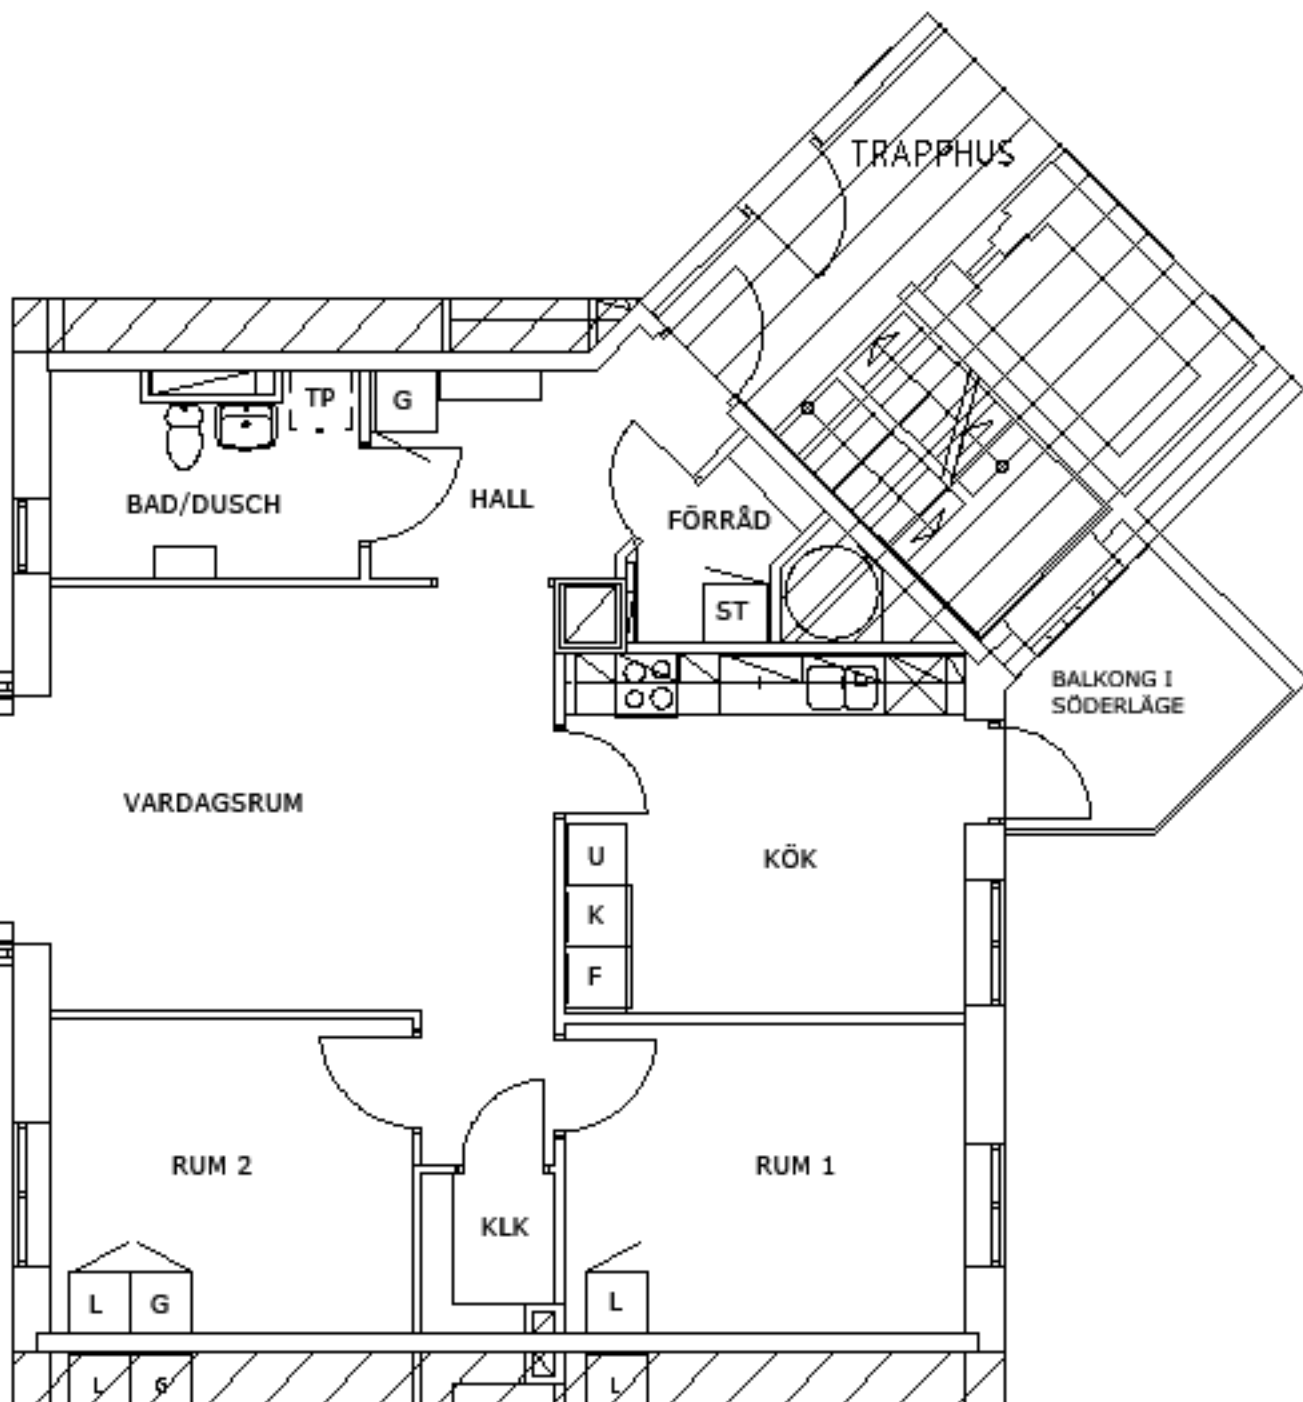 TRAPPHUS
TP
G
BAD/DUSCH
HALL
FÖRRÅD
ST
BALKONG I
SÖDERLÄGE
VARDAGSRUM
U
KÖK
K
F
RUM 2
RUM 1
KLK
L G
L
L G
L